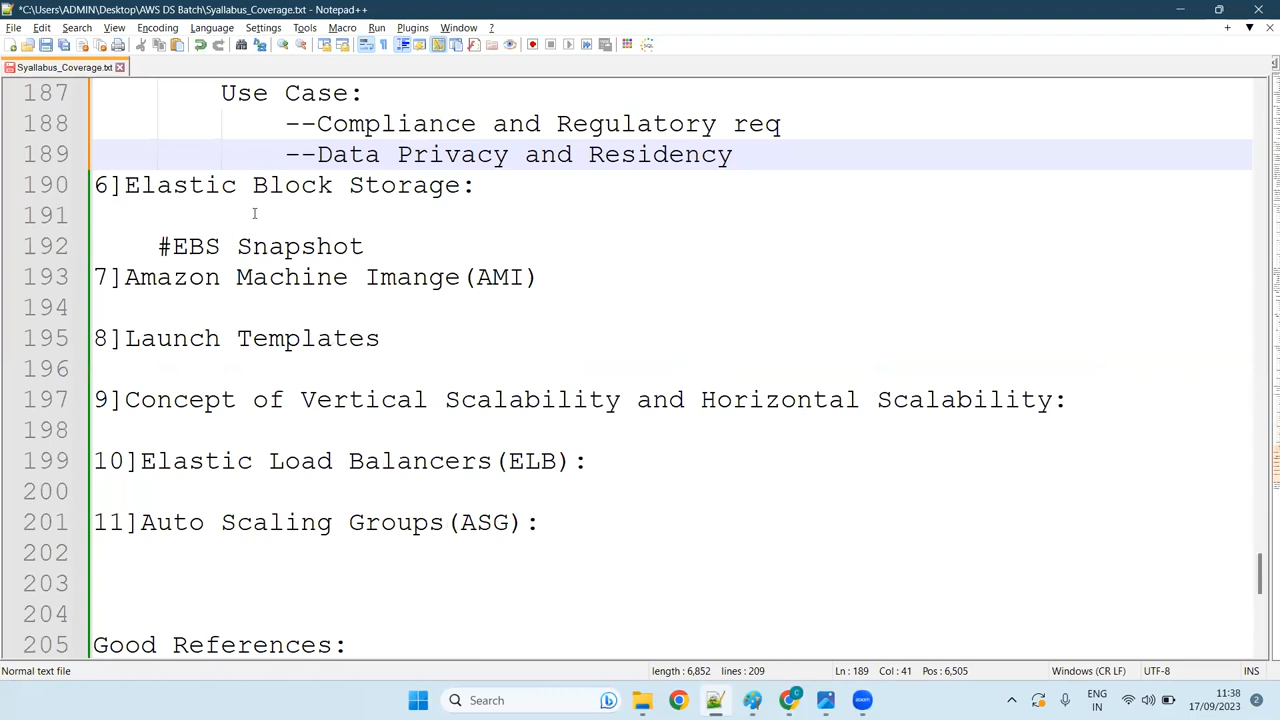 *C:\Users\ADMIN\Desktop\AWS DS Batch\Syallabus_Coverage.txt - Notepad++
File Edit Search View Encoding Language Settings Tools Macro Run Plugins Window ?
Syallabus_Coverage.txt
187 Use Case:
188 --Compliance and Regulatory req
189 --Data Privacy and Residency
190 6]Elastic Block Storage:
191
192 #EBS Snapshot
193 7]Amazon Machine Imange(AMI)
194
195 8]Launch Templates
196
197 9]Concept of Vertical Scalability and Horizontal Scalability:
198
199 10]Elastic Load Balancers(ELB):
200
201 11]Auto Scaling Groups(ASG):
202
203
204
205 Good References:
Normal text file length : 6,852 lines : 209 Ln : 189 Col : 41 Pos : 6,505 Windows (CR LF) UTF-8 INS
Search ENG IN 11:38 17/09/2023